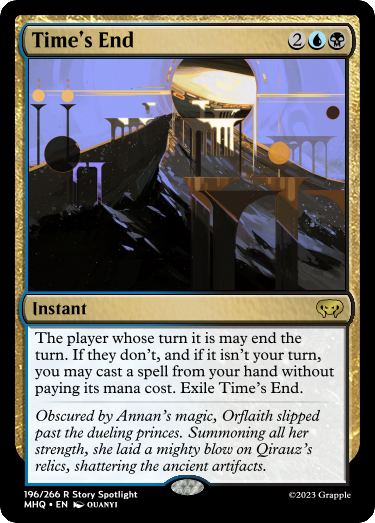 Time's End
2
Instant
The player whose turn it is may end the
turn. If they don't, and if it isn't your turn,
you may cast a spell from your hand without
paying its mana cost. Exile Time's End.
Obscured by Annan's magic, Orflaith slipped
past the dueling princes. Summoning all her
strength, she laid a mighty blow on Qirauz's
relics, shattering the ancient artifacts.
196/266 R Story Spotlight
MHQ • EN QUANYI
©2023 Grapple